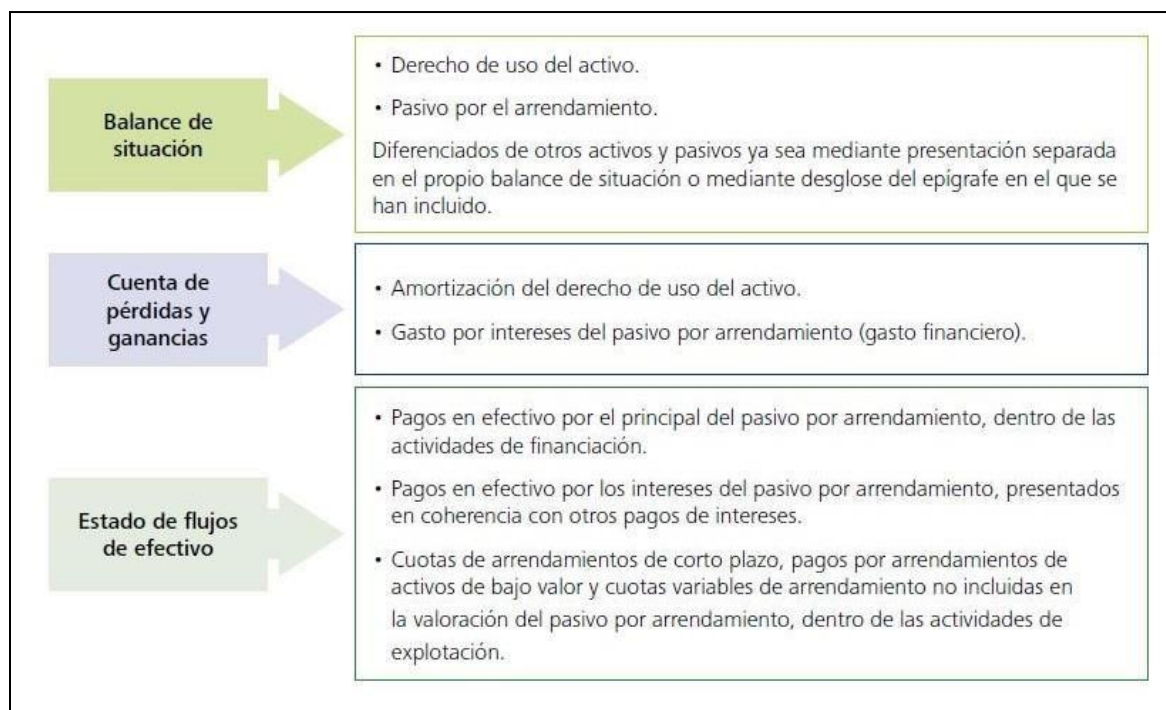 Balance de
situación
• Derecho de uso del activo.
• Pasivo por el arrendamiento.
Diferenciados de otros activos y pasivos ya sea mediante presentación separada
en el propio balance de situación o mediante desglose del epígrafe en el que se
han incluido.
Cuenta de
pérdidas y
ganancias
• Amortización del derecho de uso del activo.
• Gasto por intereses del pasivo por arrendamiento (gasto financiero).
Estado de flujos
de efectivo
• Pagos en efectivo por el principal del pasivo por arrendamiento, dentro de las
actividades de financiación.
• Pagos en efectivo por los intereses del pasivo por arrendamiento, presentados
en coherencia con otros pagos de intereses.
• Cuotas de arrendamientos de corto plazo, pagos por arrendamientos de
activos de bajo valor y cuotas variables de arrendamiento no incluidas en
la valoración del pasivo por arrendamiento, dentro de las actividades de
explotación.